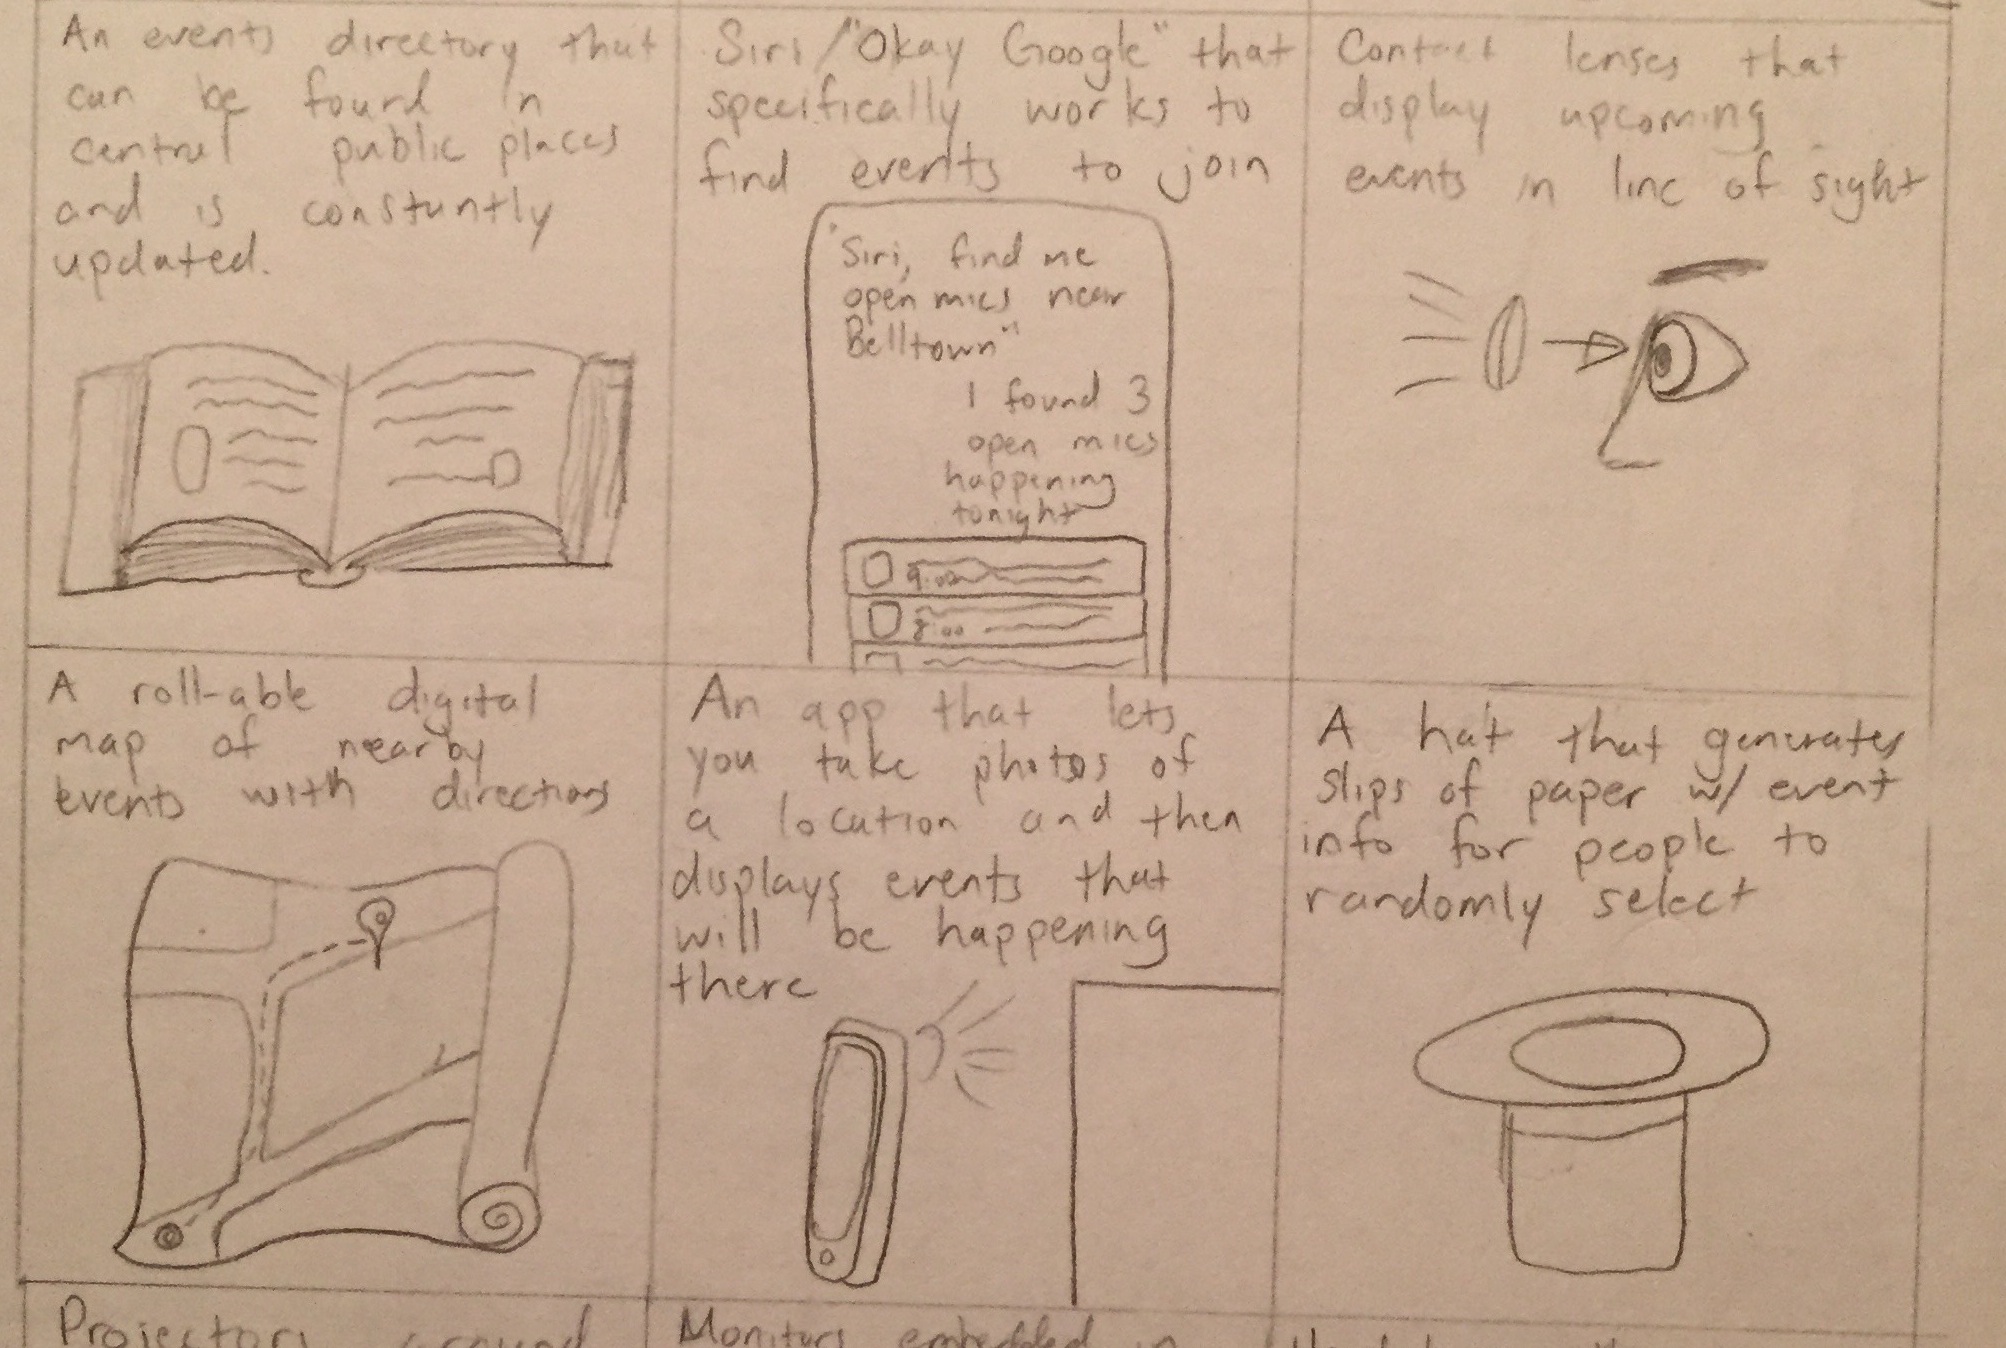 An events directory that
can be found in
central public places
and is constantly
updated.
Siri/"Okay Google" that
specifically works to
find events to join
"Siri, find me
open mics near
Belltown"
I found 3
open mics
happening
tonight
9:00
8:00
Contact lenses that
display upcoming
events in line of sight
A roll-able digital
map of nearby
events with directions
An app that lets
you take photos of
a location and then
displays events that
will be happening
there
A hat that generates
slips of paper w/ event
info for people to
randomly select
Projectors around
Monitors embedded in